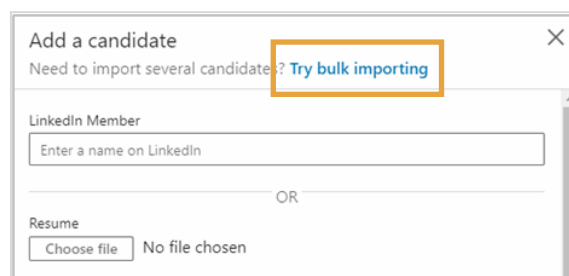 Add a candidate
Need to import several candidates? Try bulk importing
LinkedIn Member
Enter a name on LinkedIn
OR
Resume
Choose file No file chosen